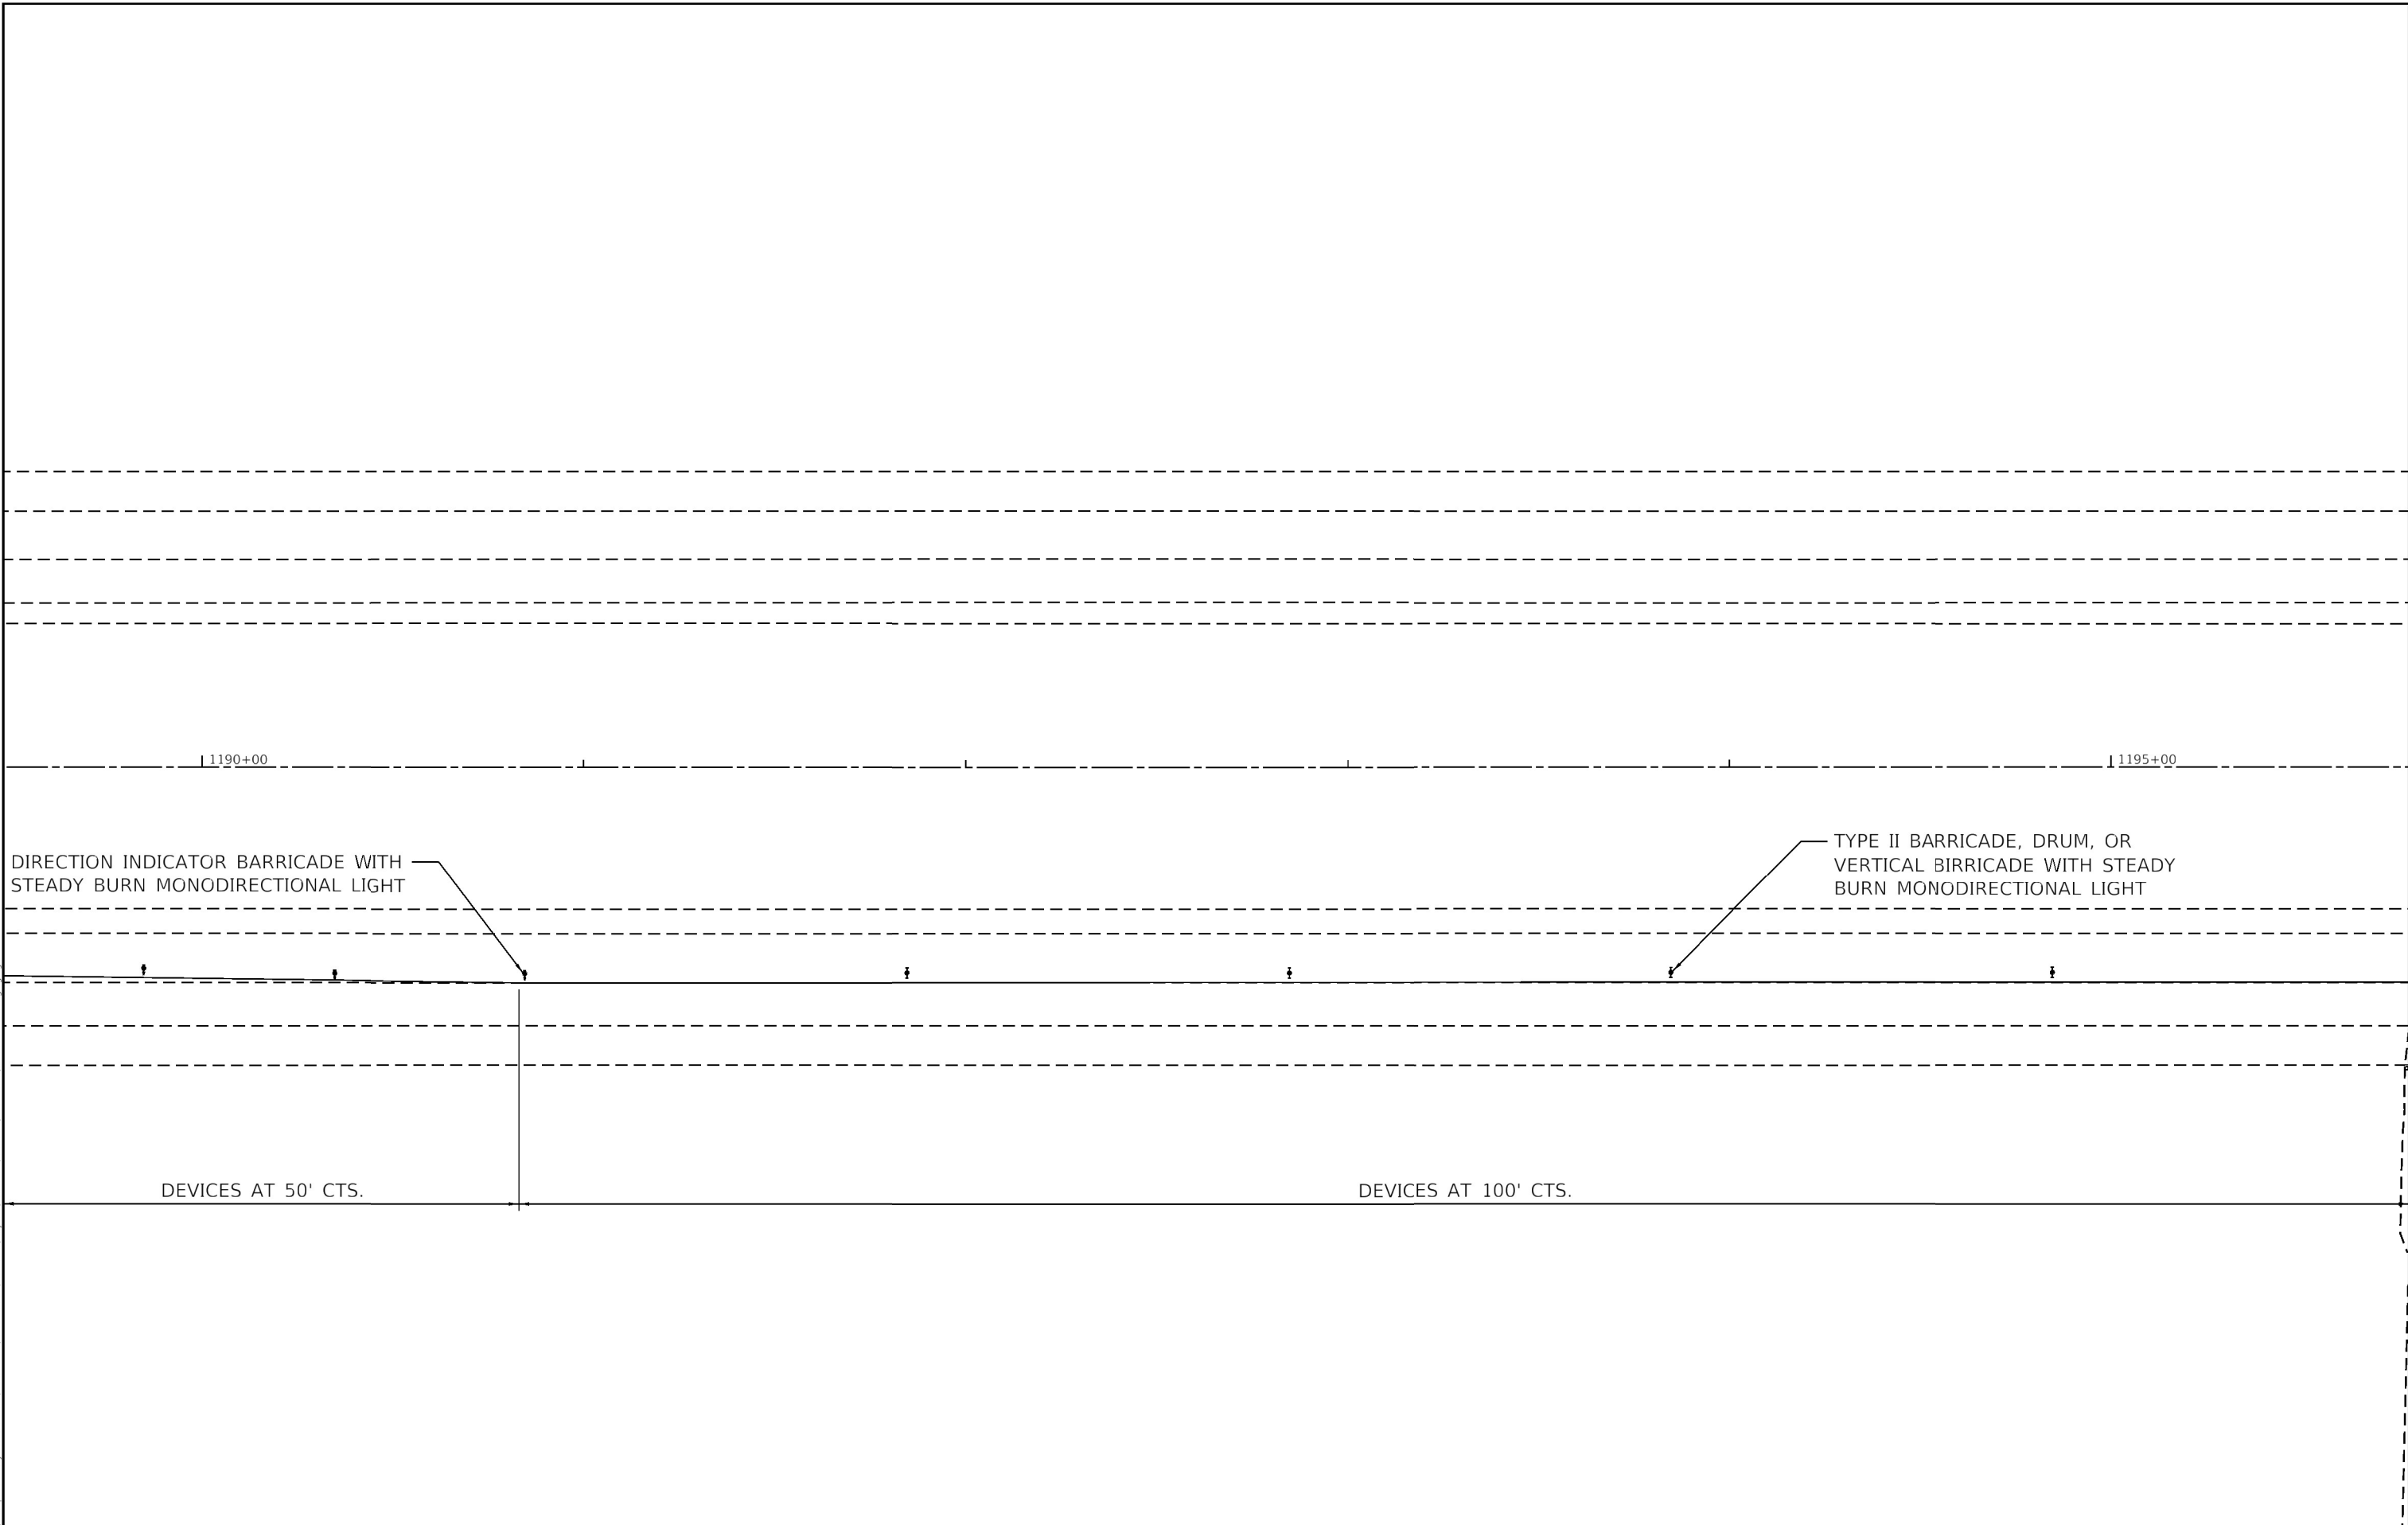 1190+00
1195+00
DIRECTION INDICATOR BARRICADE WITH
STEADY BURN MONODIRECTIONAL LIGHT
TYPE II BARRICADE, DRUM, OR
VERTICAL BIRRICADE WITH STEADY
BURN MONODIRECTIONAL LIGHT
DEVICES AT 50' CTS.
DEVICES AT 100' CTS.